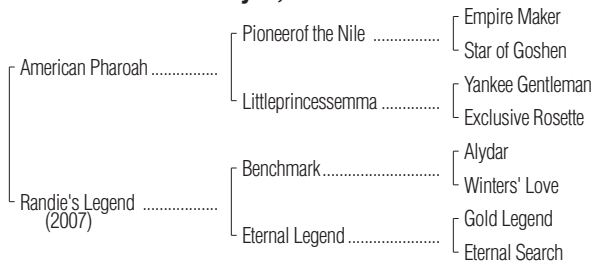 Empire Maker
Pioneerof the Nile ................
Star of Goshen
American Pharoah ................
Yankee Gentleman
Littleprincessemma ..............
Exclusive Rosette
Alydar
Benchmark............................
Winters' Love
Randie's Legend ..................
(2007)
Gold Legend
Eternal Legend......................
Eternal Search